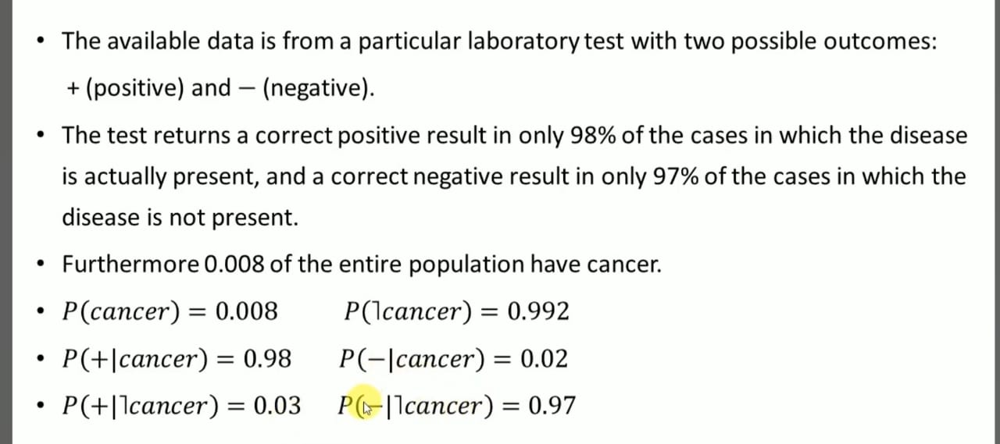 • The available data is from a particular laboratory test with two possible outcomes:
+ (positive) and − (negative).
• The test returns a correct positive result in only 98% of the cases in which the disease
is actually present, and a correct negative result in only 97% of the cases in which the
disease is not present.
• Furthermore 0.008 of the entire population have cancer.
• P(cancer) = 0.008 P(⅂cancer) = 0.992
• P(+|cancer) = 0.98 P(−|cancer) = 0.02
• P(+|⅂cancer) = 0.03 P(−|⅂cancer) = 0.97